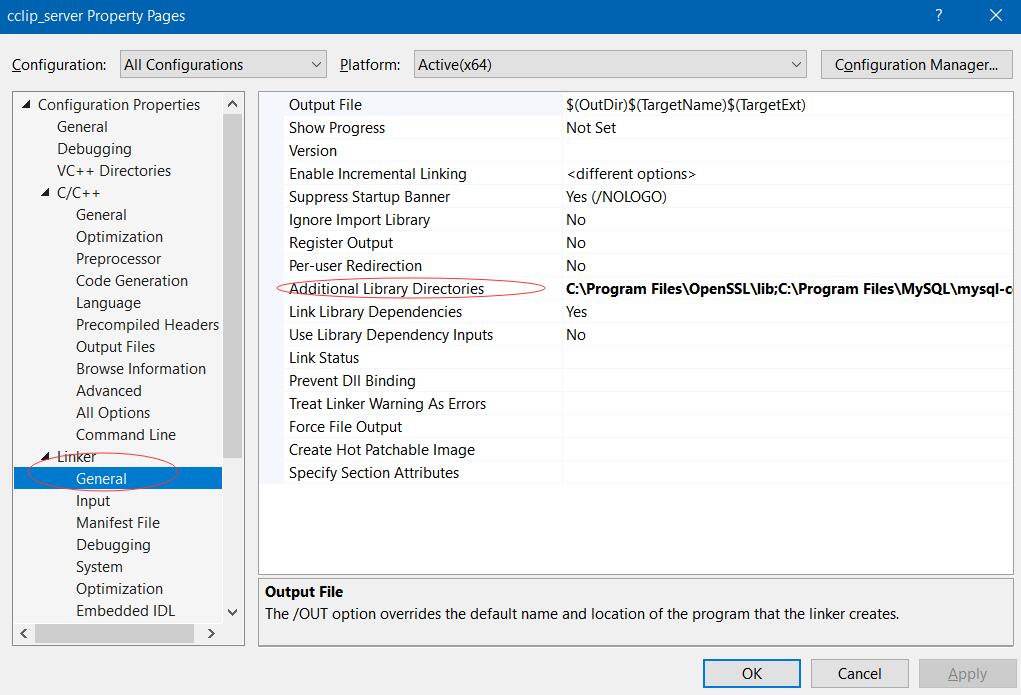 cclip_server Property Pages
?
Configuration: All Configurations Platform: Active(x64) Configuration Manager...
Configuration Properties
General
Debugging
VC++ Directories
C/C++
General
Optimization
Preprocessor
Code Generation
Language
Precompiled Headers
Output Files
Browse Information
Advanced
All Options
Command Line
Linker
General
Input
Manifest File
Debugging
System
Optimization
Embedded IDL
Output File $(OutDir)$(TargetName)$(TargetExt)
Show Progress Not Set
Version
Enable Incremental Linking <different options>
Suppress Startup Banner Yes (/NOLOGO)
Ignore Import Library No
Register Output No
Per-user Redirection No
Additional Library Directories C:\Program Files\OpenSSL\lib;C:\Program Files\MySQL\mysql-c
Link Library Dependencies Yes
Use Library Dependency Inputs No
Link Status
Prevent Dll Binding
Treat Linker Warning As Errors
Force File Output
Create Hot Patchable Image
Specify Section Attributes
Output File
The /OUT option overrides the default name and location of the program that the linker creates.
OK Cancel Apply